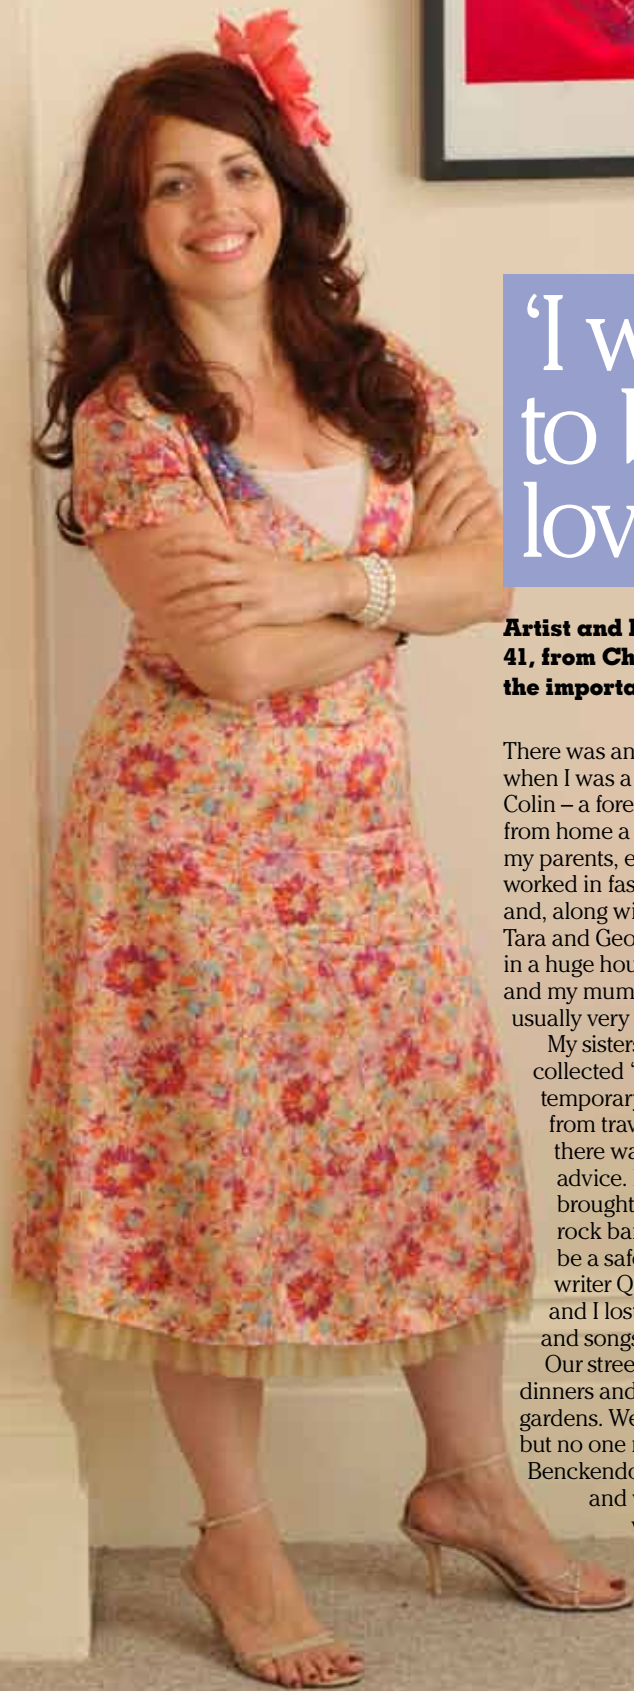 ‘I w
to b
lov
Artist and
41, from Ch
the importa
There was an
when I was a
Colin – a fore
from home a
my parents, e
worked in fas
and, along wi
Tara and Geo
in a huge hou
and my mum
usually very
My sisters
collected ‘
temporary
from trav
there wa
advice.
brought
rock ba
be a safe
writer Q
and I lost
and songs
Our stree
dinners and
gardens. We
but no one
Benckendo
and